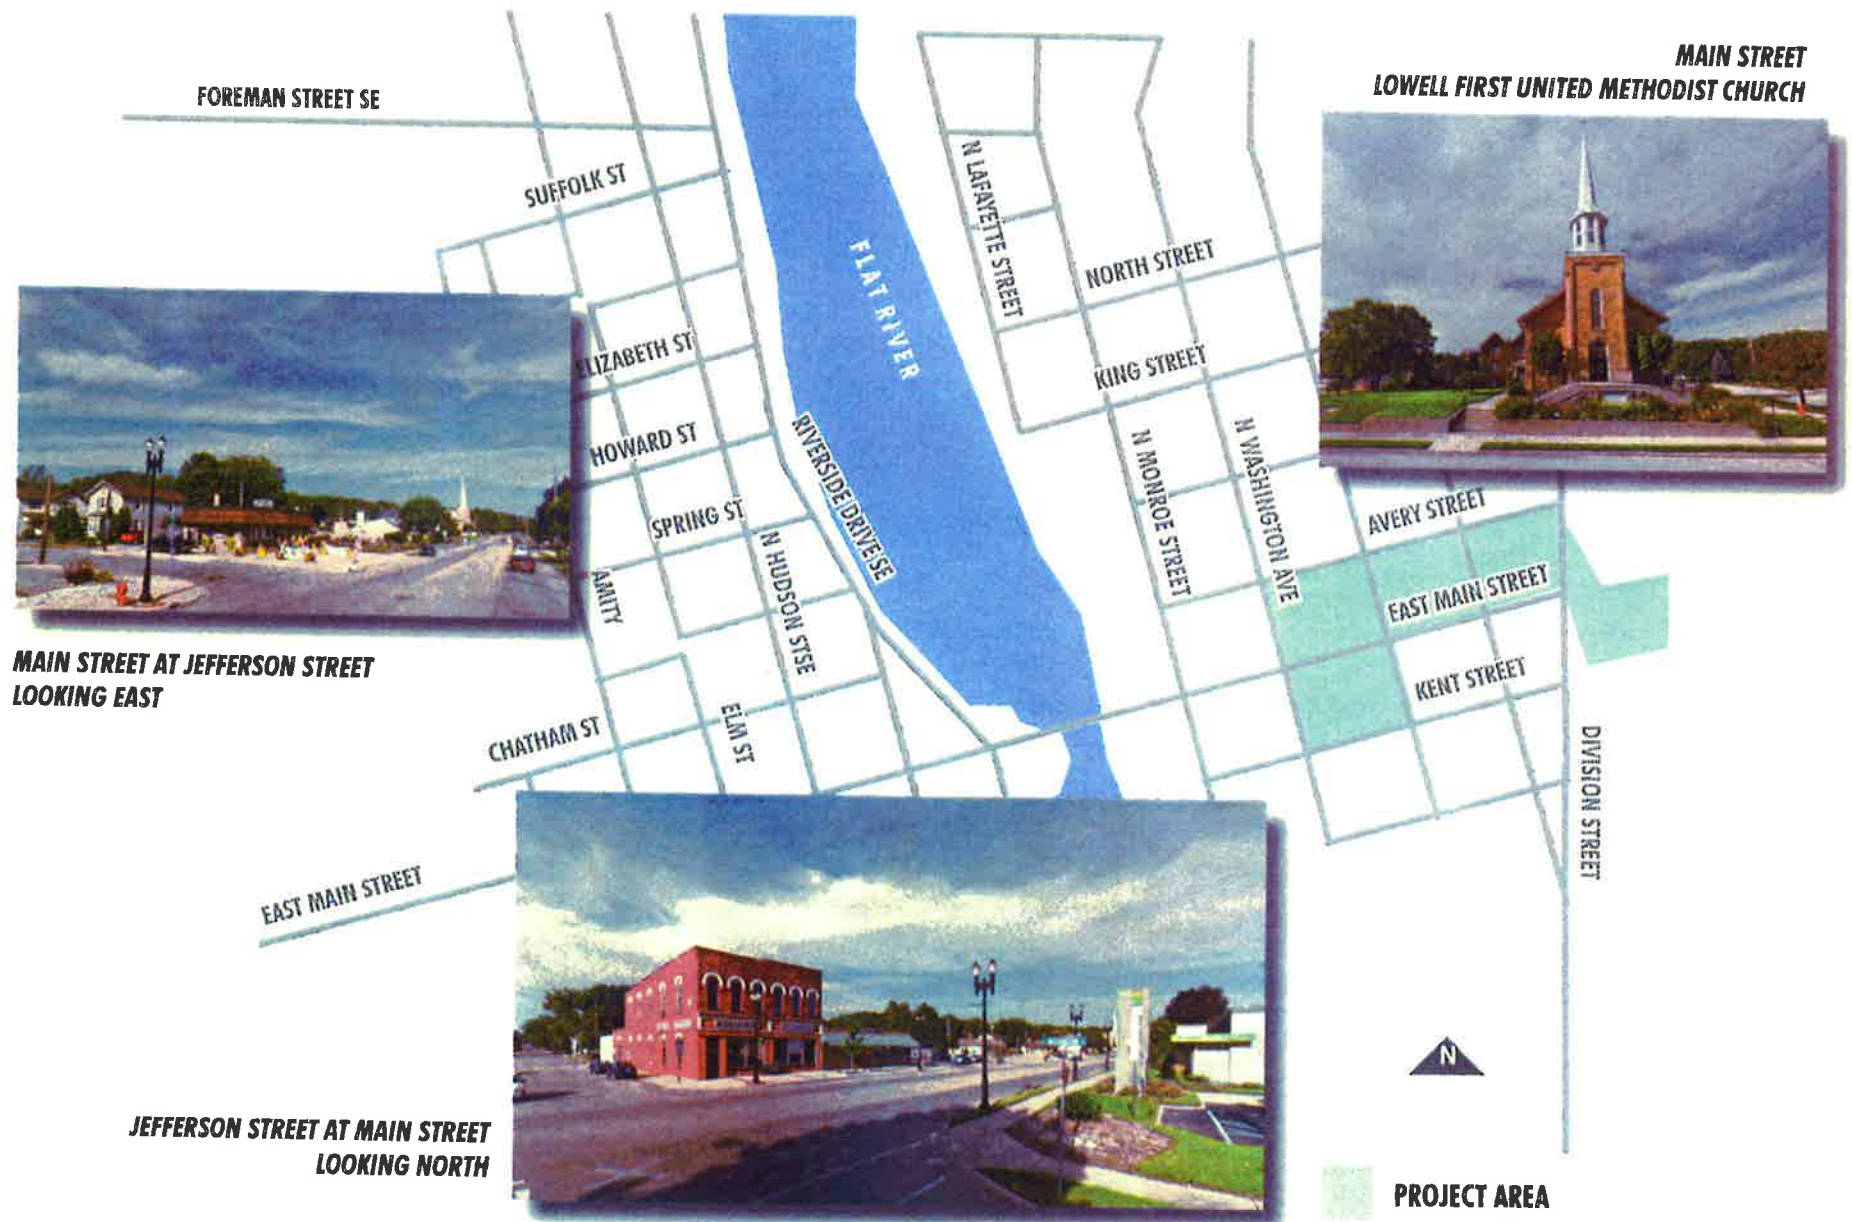 MAIN STREET
LOWELL FIRST UNITED METHODIST CHURCH
FOREMAN STREET SE
SUFFOLK ST
N LAFAYETTE STREET
FLAT RIVER
NORTH STREET
ELIZABETH ST
KING STREET
HOWARD ST
RIVERSIDE DRIVE SE
N MONROE STREET
N WASHINGTON AVE
SPRING ST
AVERY STREET
N HUDSON STSE
AMITY
EAST MAIN STREET
MAIN STREET AT JEFFERSON STREET
LOOKING EAST
KENT STREET
CHATHAM ST
ELM ST
DIVISION STREET
EAST MAIN STREET
N
JEFFERSON STREET AT MAIN STREET
LOOKING NORTH
PROJECT AREA